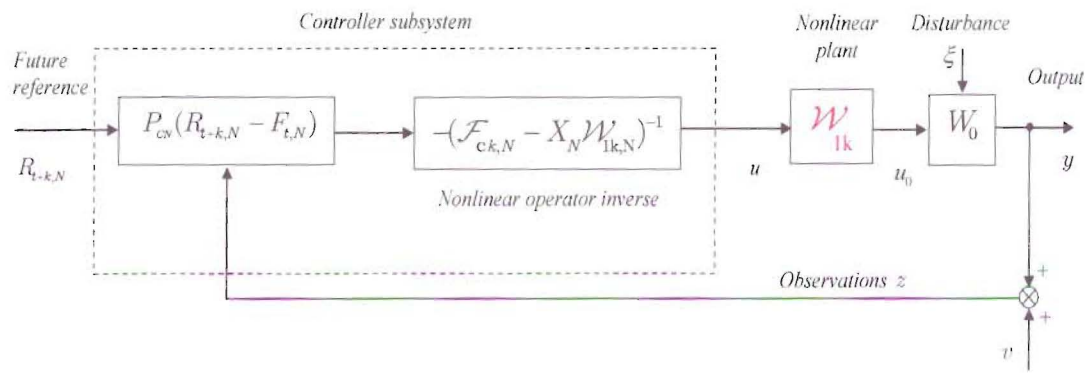 Controller subsystem
Nonlinear
plant
Disturbance
ξ
Future
reference
Output
P_{CN}(R_{t+k,N} − F_{t,N})
−(ℱ_{ck,N} − X_N 𝒲_{1k,N})^{−1}
𝒲_{1k}
W_0
R_{t+k,N}
u
u_0
y
Nonlinear operator inverse
Observations z
+
+
v